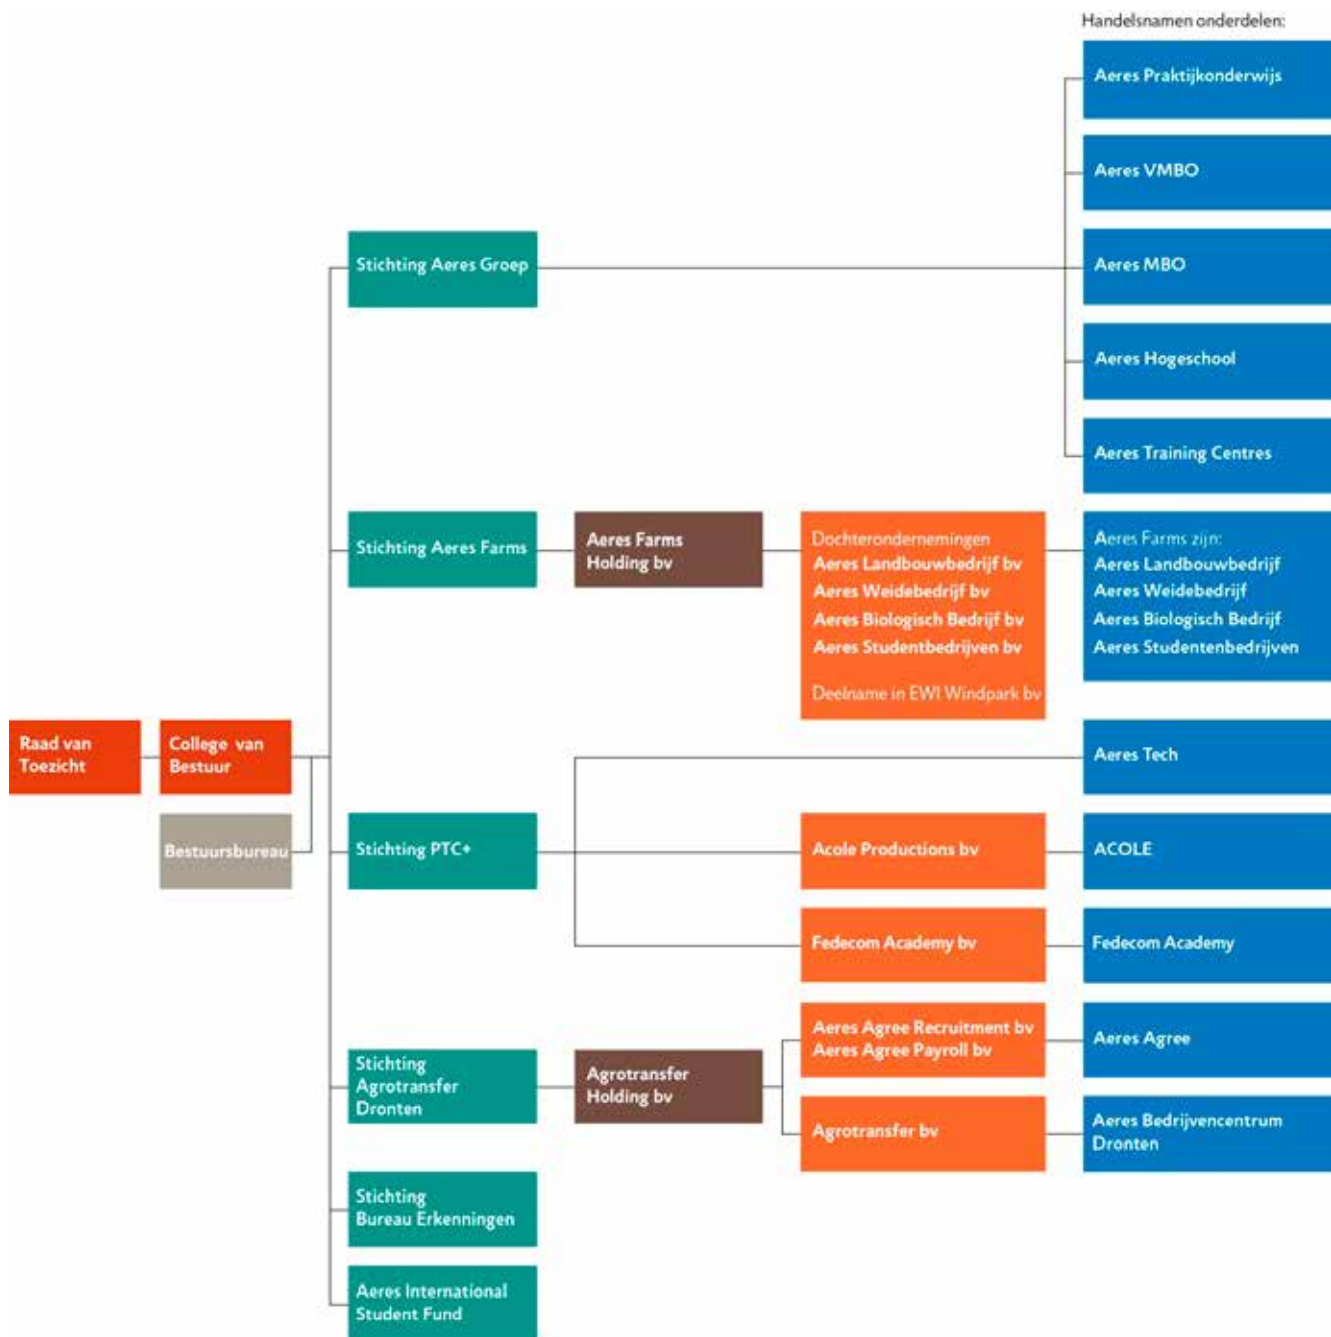 Handelsnamen onderdelen:
Aeres Praktijkonderwijs
Aeres VMBO
Stichting Aeres Groep
Aeres MBO
Aeres Hogeschool
Aeres Training Centres
Stichting Aeres Farms
Aeres Farms
Holding bv
Dochterondernemingen
Aeres Landbouwbedrijf bv
Aeres Weidebedrijf bv
Aeres Biologisch Bedrijf bv
Aeres Studentbedrijven bv
Deelname in EWI Windpark bv
Aeres Farms zijn:
Aeres Landbouwbedrijf
Aeres Weidebedrijf
Aeres Biologisch Bedrijf
Aeres Studentenbedrijven
Raad van
Toezicht
College van
Bestuur
Bestuursbureau
Aeres Tech
Stichting PTC+
Acole Productions bv
ACOLE
Fedecom Academy bv
Fedecom Academy
Stichting
Agrotransfer
Dronten
Agrotransfer
Holding bv
Aeres Agree Recruitment bv
Aeres Agree Payroll bv
Aeres Agree
Agrotransfer bv
Aeres Bedrijvencentrum
Dronten
Stichting
Bureau Erkenningen
Aeres International
Student Fund